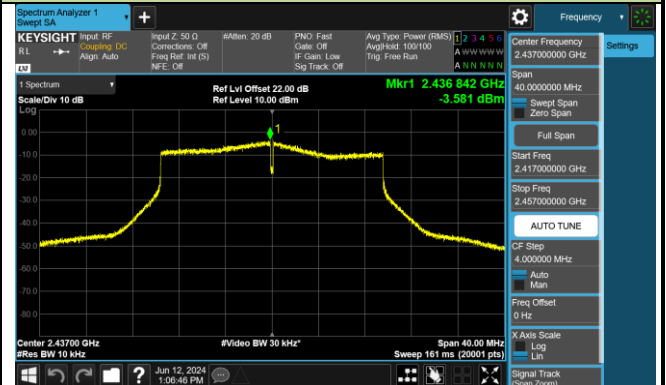 Spectrum Analyzer 1
Swept SA
+
Frequency
KEYSIGHT
RL
LXI
Input: RF
Coupling: DC
Align: Auto
Input Z: 50 Ω
Corrections: Off
Freq Ref: Int (S)
NFE: Off
#Atten: 20 dB
PNO: Fast
Gate: Off
IF Gain: Low
Sig Track: Off
Avg Type: Power (RMS)
Avg|Hold: 100/100
Trig: Free Run
1 2 3 4 5 6
A W W W W W
A N N N N N
1 Spectrum
Scale/Div 10 dB
Log
Ref Lvl Offset 22.00 dB
Ref Level 10.00 dBm
Mkr1 2.436 842 GHz
-3.581 dBm
1
0.00
-10.0
-20.0
-30.0
-40.0
-50.0
-60.0
-70.0
-80.0
Center 2.43700 GHz
#Res BW 10 kHz
#Video BW 30 kHz*
Span 40.00 MHz
Sweep 161 ms (20001 pts)
Center Frequency
2.437000000 GHz
Settings
Span
40.0000000 MHz
Swept Span
Zero Span
Full Span
Start Freq
2.417000000 GHz
Stop Freq
2.457000000 GHz
AUTO TUNE
CF Step
4.000000 MHz
Auto
Man
Freq Offset
0 Hz
X Axis Scale
Log
Lin
Signal Track
(Span Zoom)
?
Jun 12, 2024
1:06:46 PM